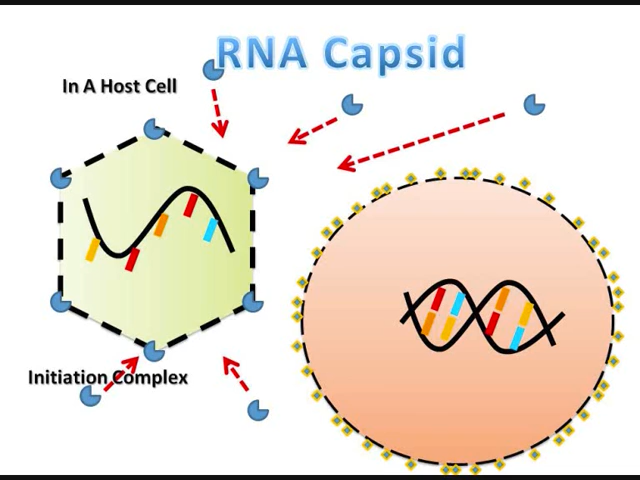 RNA Capsid
In A Host Cell
Initiation Complex